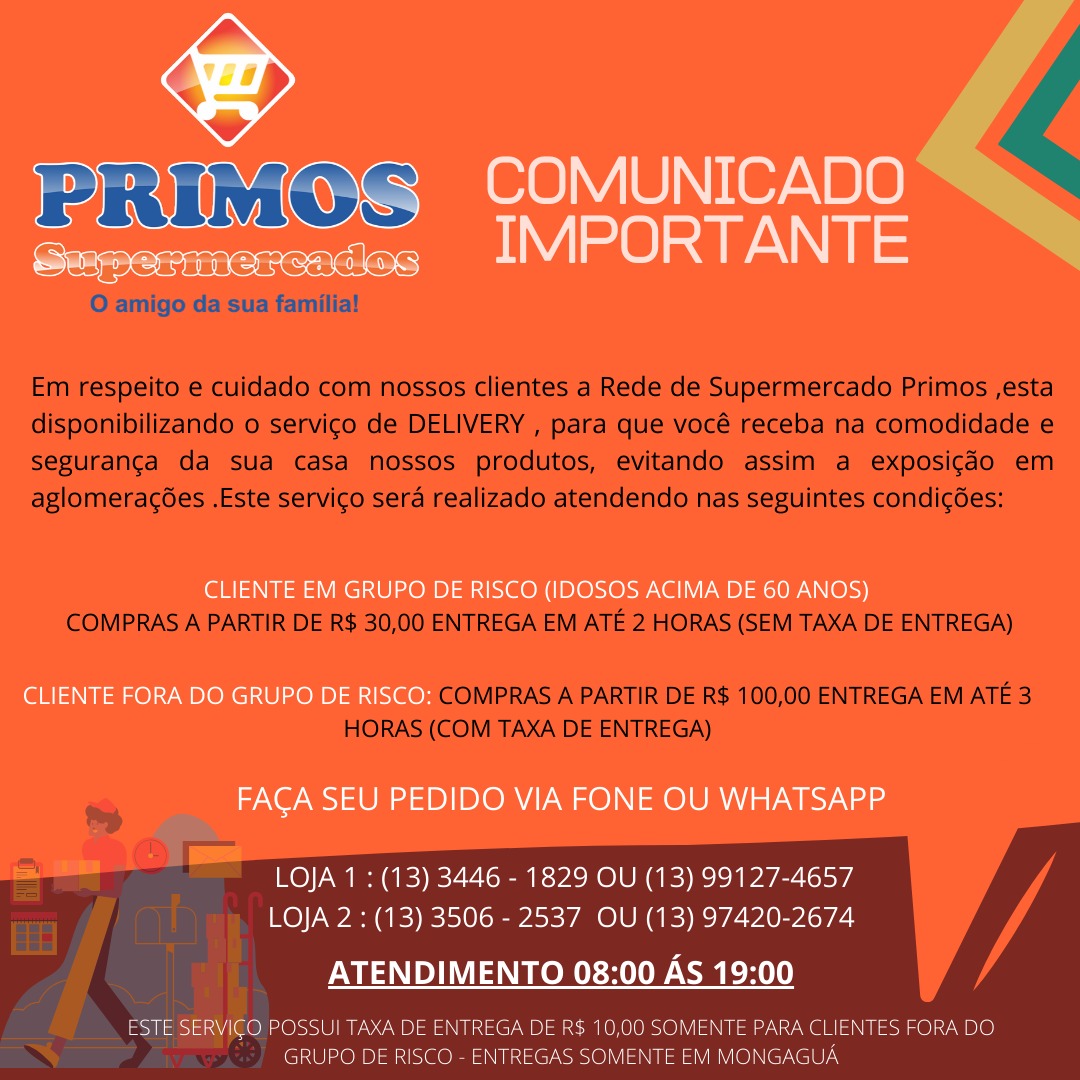 PRIMOS
Supermercados
O amigo da sua família!
COMUNICADO
IMPORTANTE
Em respeito e cuidado com nossos clientes a Rede de Supermercado Primos ,esta
disponibilizando o serviço de DELIVERY , para que você receba na comodidade e
segurança da sua casa nossos produtos, evitando assim a exposição em
aglomerações .Este serviço será realizado atendendo nas seguintes condições:
CLIENTE EM GRUPO DE RISCO (IDOSOS ACIMA DE 60 ANOS)
COMPRAS A PARTIR DE R$ 30,00 ENTREGA EM ATÉ 2 HORAS (SEM TAXA DE ENTREGA)
CLIENTE FORA DO GRUPO DE RISCO: COMPRAS A PARTIR DE R$ 100,00 ENTREGA EM ATÉ 3
HORAS (COM TAXA DE ENTREGA)
FAÇA SEU PEDIDO VIA FONE OU WHATSAPP
LOJA 1 : (13) 3446 - 1829 OU (13) 99127-4657
LOJA 2 : (13) 3506 - 2537  OU (13) 97420-2674
ATENDIMENTO 08:00 ÁS 19:00
ESTE SERVIÇO POSSUI TAXA DE ENTREGA DE R$ 10,00 SOMENTE PARA CLIENTES FORA DO
GRUPO DE RISCO - ENTREGAS SOMENTE EM MONGAGUÁ